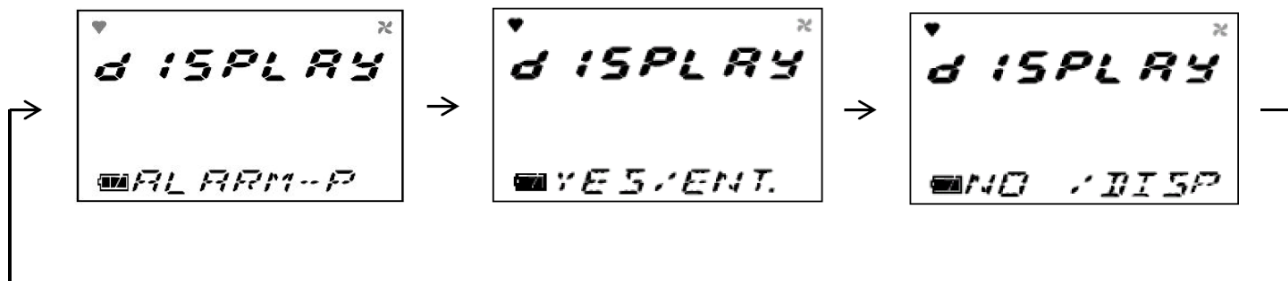 dISPLAY
ALARM-P
dISPLAY
YES/ENT.
dISPLAY
NO /DISP